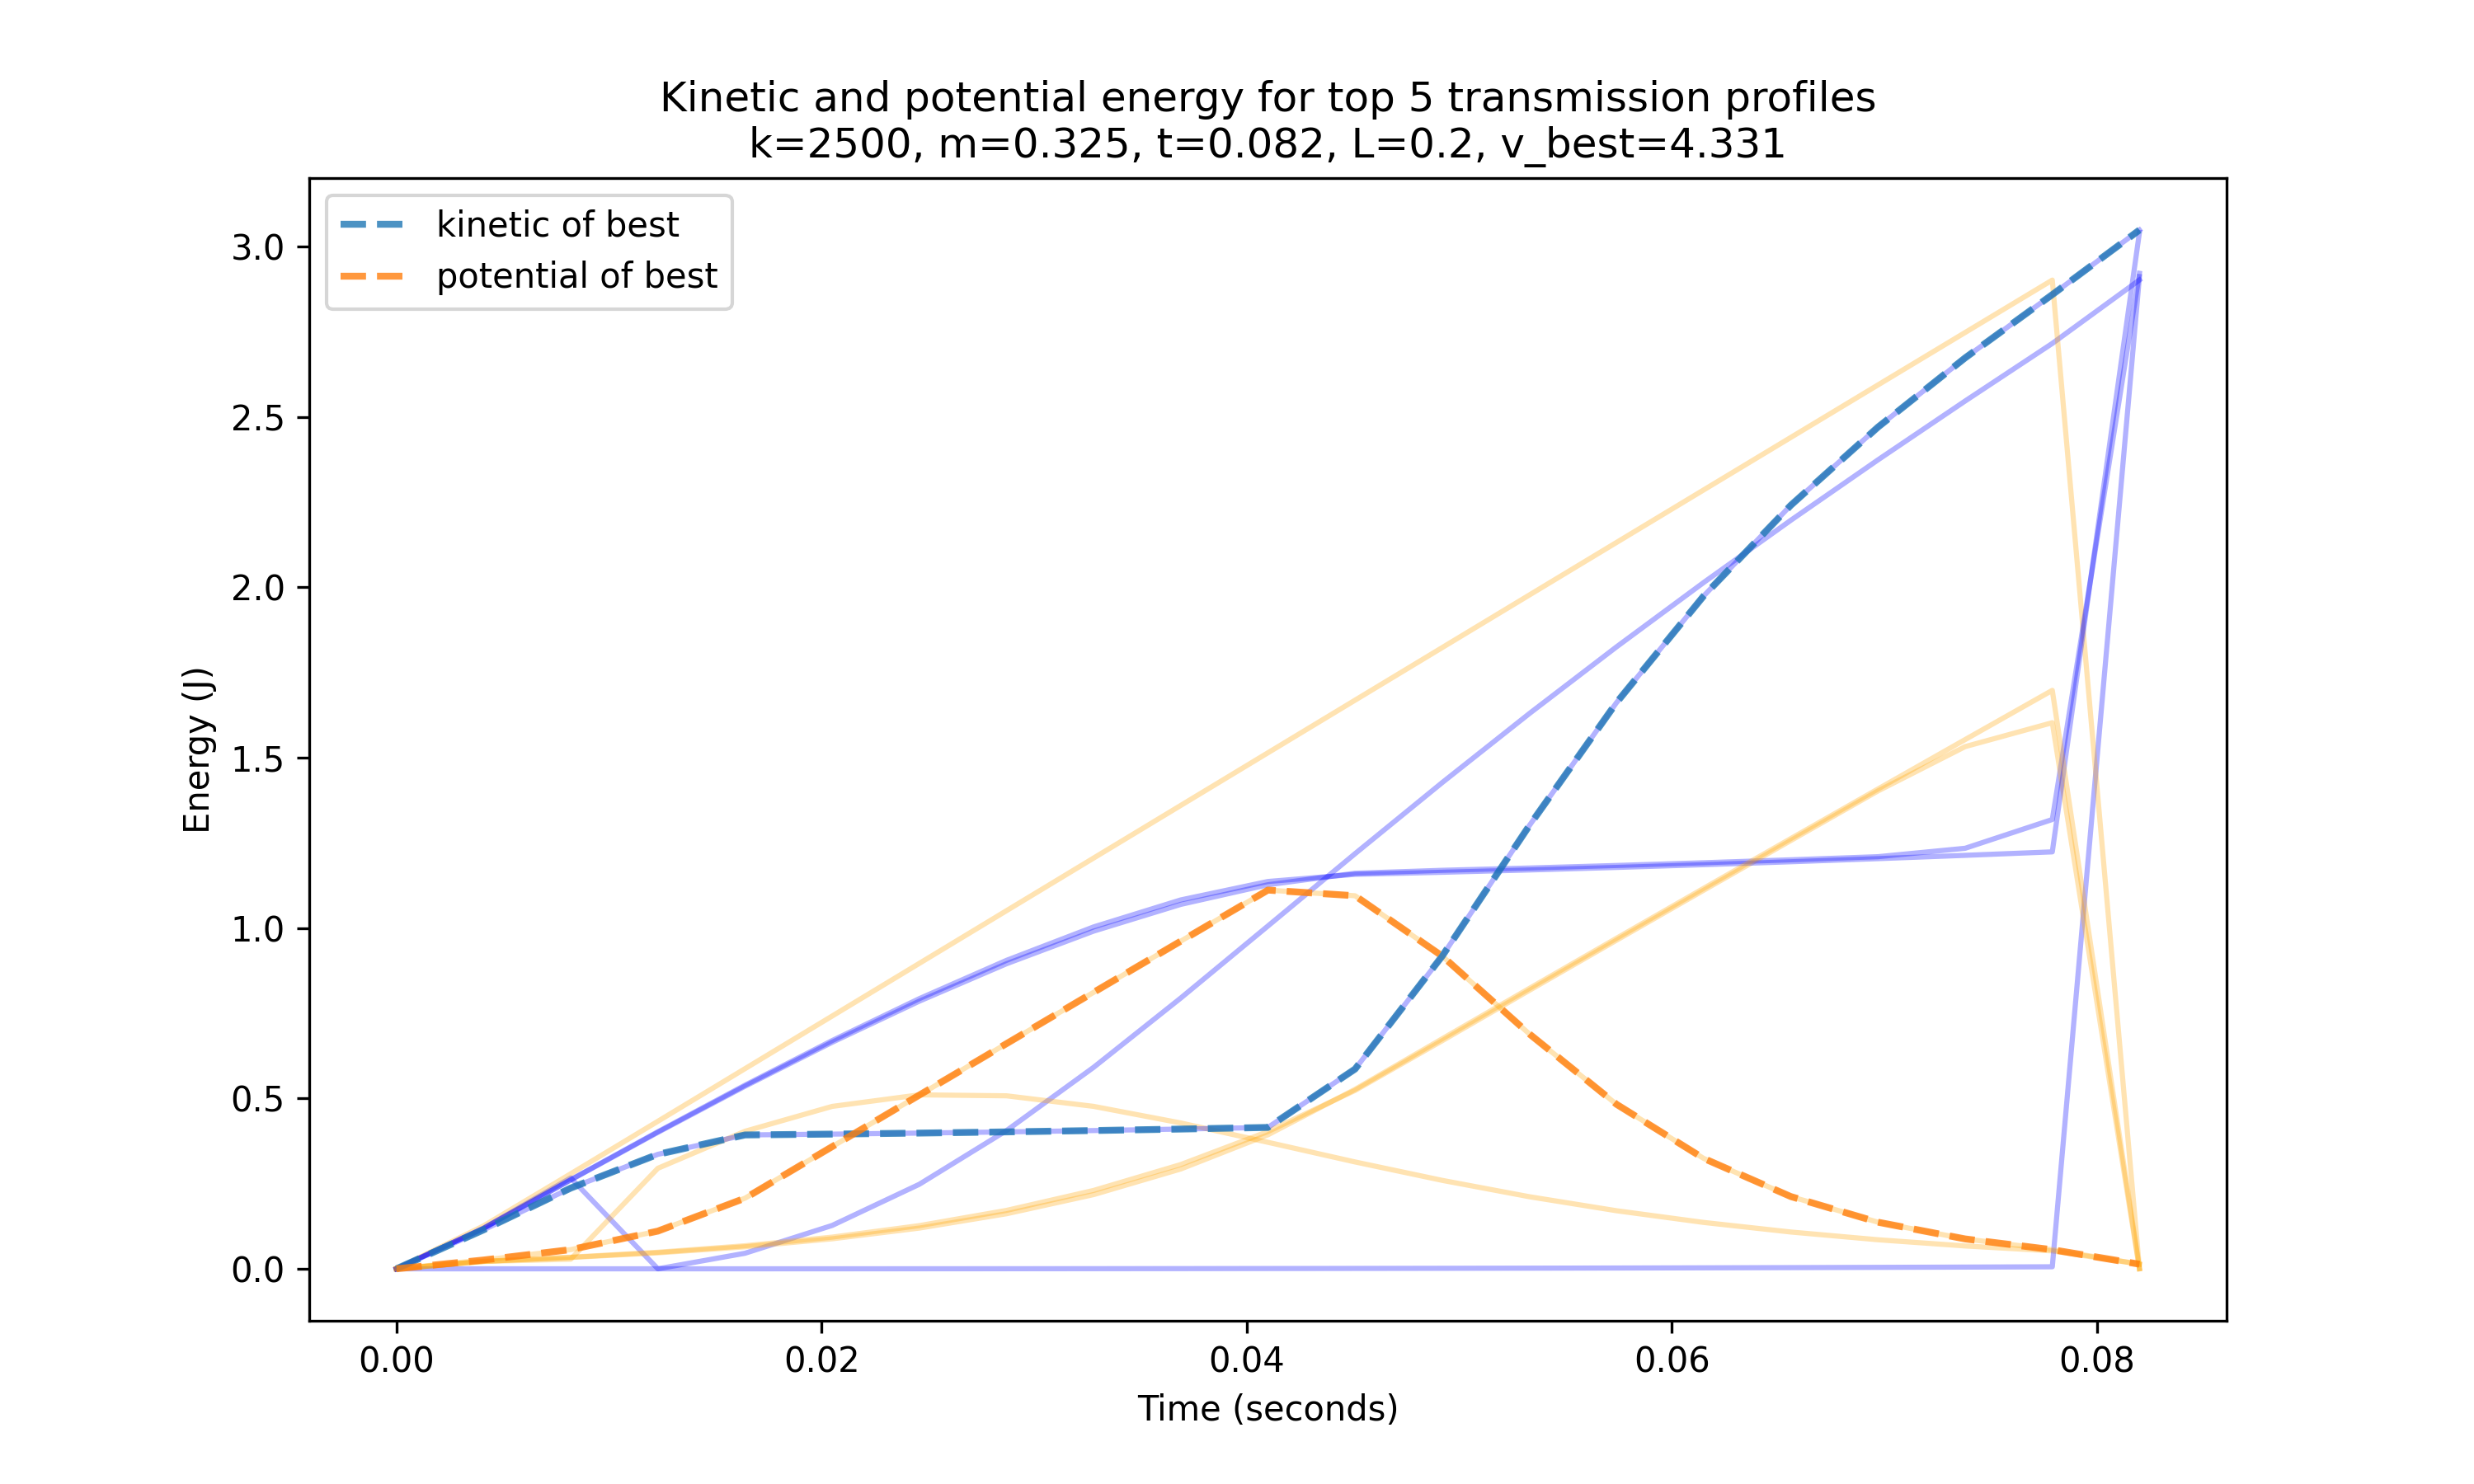 Kinetic and potential energy for top 5 transmission profiles
k=2500, m=0.325, t=0.082, L=0.2, v_best=4.331
kinetic of best
potential of best
3.0
2.5
2.0
1.5
1.0
0.5
0.0
Energy (J)
0.00 0.02 0.04 0.06 0.08
Time (seconds)